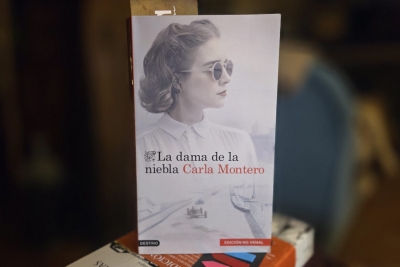 La dama de la
niebla Carla Montero
DESTINO
EDICIÓN NO VENAL